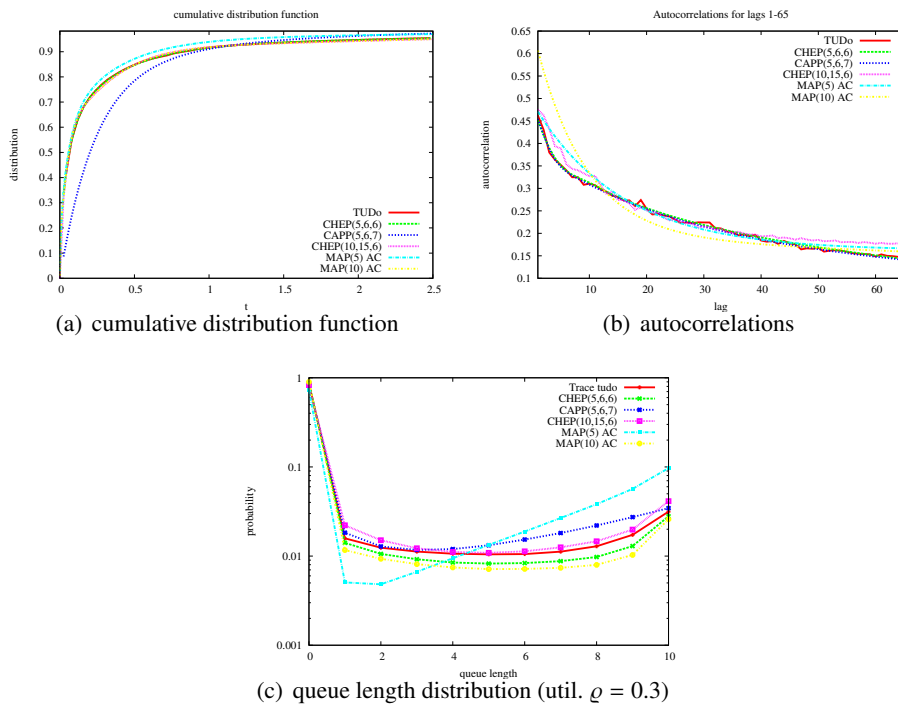 cumulative distribution function
0.9
0.8
0.7
0.6
0.5
0.4
0.3
0.2
0.1
0
distribution
0 0.5 1 1.5 2 2.5
t
TUDo
CHEP(5,6,6)
CAPP(5,6,7)
CHEP(10,15,6)
MAP(5) AC
MAP(10) AC
(a) cumulative distribution function
Autocorrelations for lags 1-65
0.65
0.6
0.55
0.5
0.45
0.4
0.35
0.3
0.25
0.2
0.15
0.1
autocorrelation
10 20 30 40 50 60
lag
TUDo
CHEP(5,6,6)
CAPP(5,6,7)
CHEP(10,15,6)
MAP(5) AC
MAP(10) AC
(b) autocorrelations
1
0.1
0.01
0.001
probability
0 2 4 6 8 10
queue length
Trace tudo
CHEP(5,6,6)
CAPP(5,6,7)
CHEP(10,15,6)
MAP(5) AC
MAP(10) AC
(c) queue length distribution (util. ϱ = 0.3)